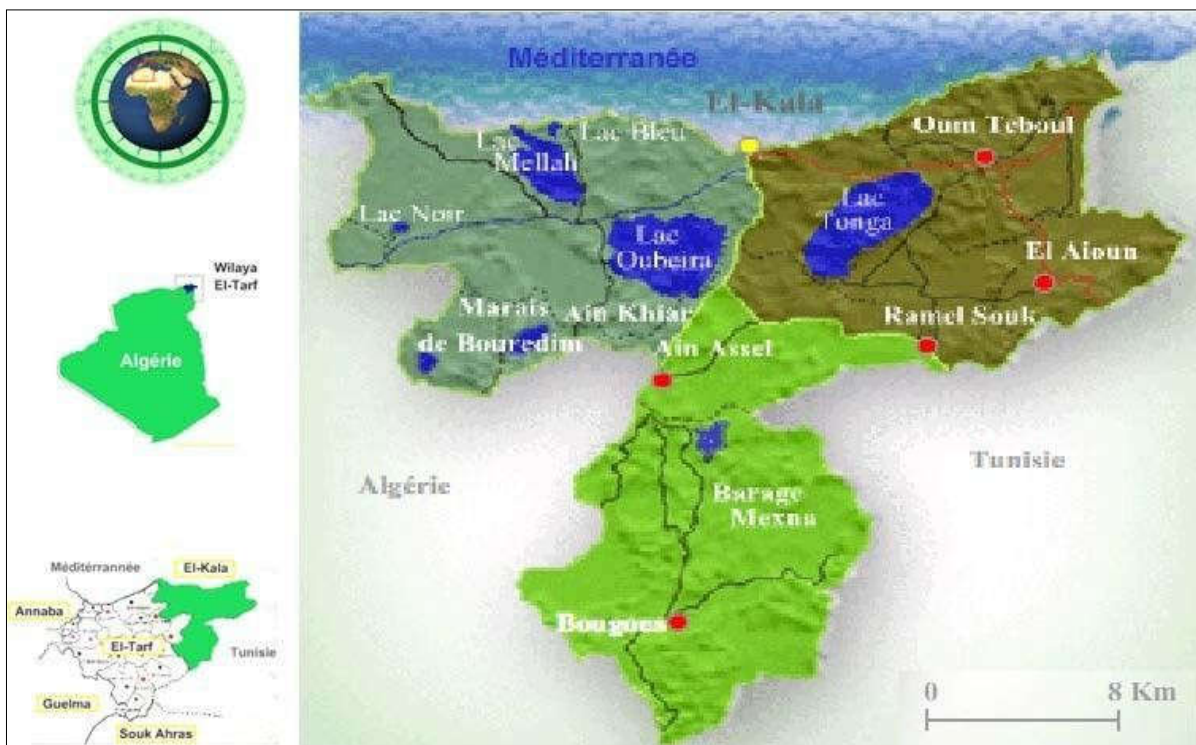 Méditerranée
El-Kala
Oum Teboul
Lac Bleu
Lac
Mellah
Lac
Tonga
Lac Noir
Lac
Oubeira
El Aioun
Wilaya
El-Tarf
Marais
de Bouredim
Ain Khiar
Ramel Souk
Ain Assel
Algérie
Algérie
Tunisie
Barage
Mexna
Bougous
Méditérrannée
El-Kala
Annaba
El-Tarf
Tunisie
Guelma
Souk Ahras
0 8 Km